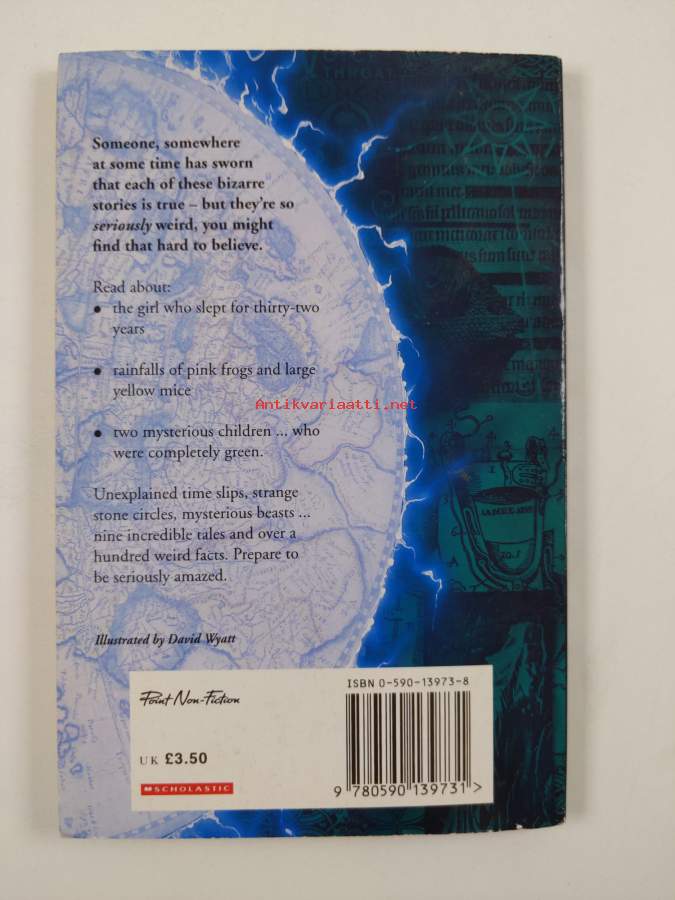 Someone, somewhere
at some time has sworn
that each of these bizarre
stories is true – but they're so
seriously weird, you might
find that hard to believe.
Read about:
• the girl who slept for thirty-two
years
• rainfalls of pink frogs and large
yellow mice
Antikvariaatti.net
• two mysterious children ... who
were completely green.
Unexplained time slips, strange
stone circles, mysterious beasts ...
nine incredible tales and over a
hundred weird facts. Prepare to
be seriously amazed.
Illustrated by David Wyatt
Point Non-Fiction
UK £3.50
SCHOLASTIC
ISBN 0-590-13973-8
9 780590 139731 >